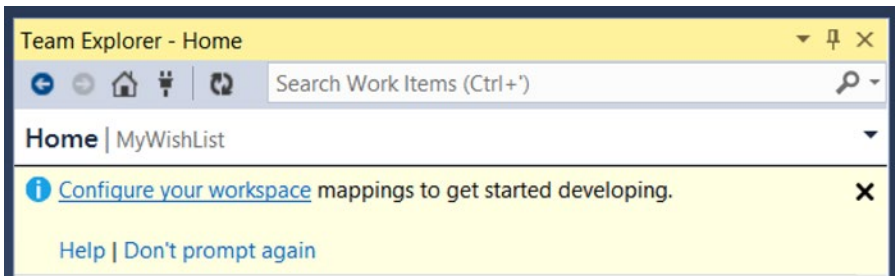 Team Explorer - Home
Search Work Items (Ctrl+')
Home | MyWishList
Configure your workspace mappings to get started developing.
Help | Don't prompt again